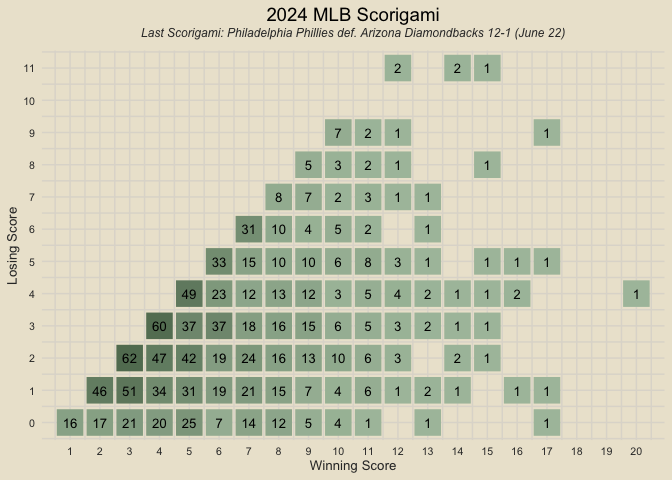 2024 MLB Scorigami
Last Scorigami: Philadelphia Phillies def. Arizona Diamondbacks 12-1 (June 22)
Losing Score
11 2 2 1
10
9 7 2 1 1
8 5 3 2 1 1
7 8 7 2 3 1 1
6 31 10 4 5 2 1
5 33 15 10 10 6 8 3 1 1 1 1
4 49 23 12 13 12 3 5 4 2 1 1 2 1
3 60 37 37 18 16 15 6 5 3 2 1 1
2 62 47 42 19 24 16 13 10 6 3 2 1
1 46 51 34 31 19 21 15 7 4 6 1 2 1 1 1
0 16 17 21 20 25 7 14 12 5 4 1 1 1
1 2 3 4 5 6 7 8 9 10 11 12 13 14 15 16 17 18 19 20
Winning Score